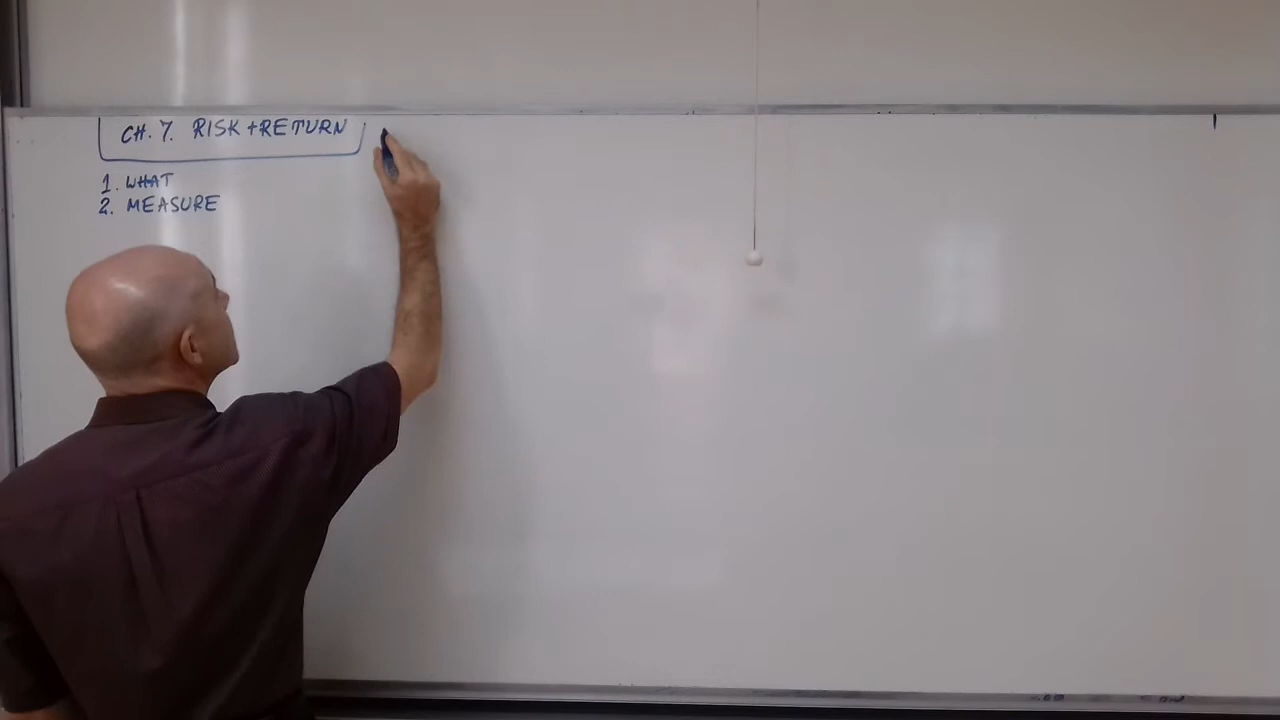 CH. 7. RISK + RETURN
1. WHAT
2. MEASURE